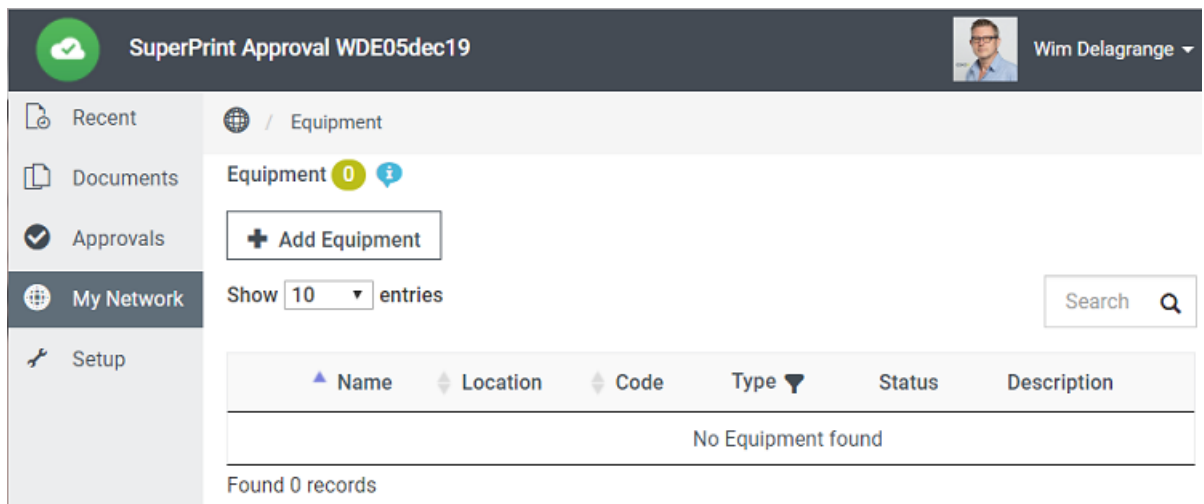 SuperPrint Approval WDE05dec19
Wim Delagrange
Recent
Documents
Approvals
My Network
Setup
/ Equipment
Equipment 0 i
Add Equipment
Show 10 entries
Search
Name Location Code Type Status Description
No Equipment found
Found 0 records